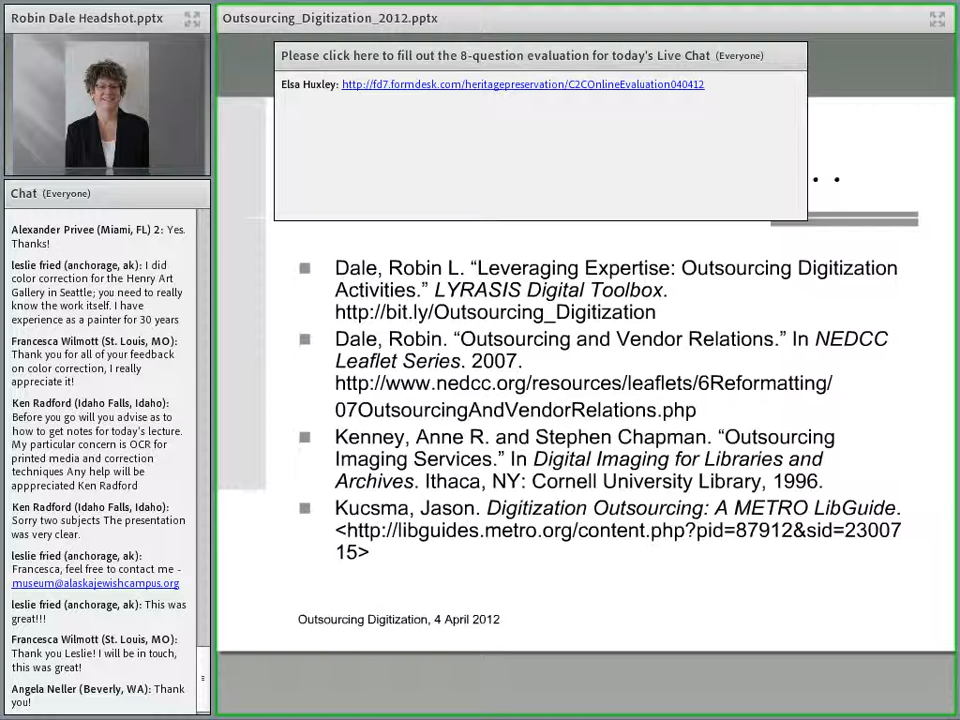 Robin Dale Headshot.pptx
Chat (Everyone)
Alexander Privee (Miami, FL) 2: Yes.
Thanks!
leslie fried (anchorage, ak): I did
color correction for the Henry Art
Gallery in Seattle; you need to really
know the work itself. I have
experience as a painter for 30 years
Francesca Wilmott (St. Louis, MO):
Thank you for all of your feedback
on color correction, I really
appreciate it!
Ken Radford (Idaho Falls, Idaho):
Before you go will you advise as to
how to get notes for today's lecture.
My particular concern is OCR for
printed media and correction
techniques Any help will be
apppreciated Ken Radford
Ken Radford (Idaho Falls, Idaho):
Sorry two subjects The presentation
was very clear.
leslie fried (anchorage, ak):
Francesca, feel free to contact me -
museum@alaskajewishcampus.org
leslie fried (anchorage, ak): This was
great!!!
Francesca Wilmott (St. Louis, MO):
Thank you Leslie! I will be in touch,
this was great!
Angela Neller (Beverly, WA): Thank
you!
Outsourcing_Digitization_2012.pptx
Please click here to fill out the 8-question evaluation for today's Live Chat (Everyone)
Elsa Huxley: http://fd7.formdesk.com/heritagepreservation/C2COnlineEvaluation040412
. .
Dale, Robin L. “Leveraging Expertise: Outsourcing Digitization
Activities.” LYRASIS Digital Toolbox.
http://bit.ly/Outsourcing_Digitization
Dale, Robin. “Outsourcing and Vendor Relations.” In NEDCC
Leaflet Series. 2007.
http://www.nedcc.org/resources/leaflets/6Reformatting/
07OutsourcingAndVendorRelations.php
Kenney, Anne R. and Stephen Chapman. “Outsourcing
Imaging Services.” In Digital Imaging for Libraries and
Archives. Ithaca, NY: Cornell University Library, 1996.
Kucsma, Jason. Digitization Outsourcing: A METRO LibGuide.
<http://libguides.metro.org/content.php?pid=87912&sid=23007
15>
Outsourcing Digitization, 4 April 2012